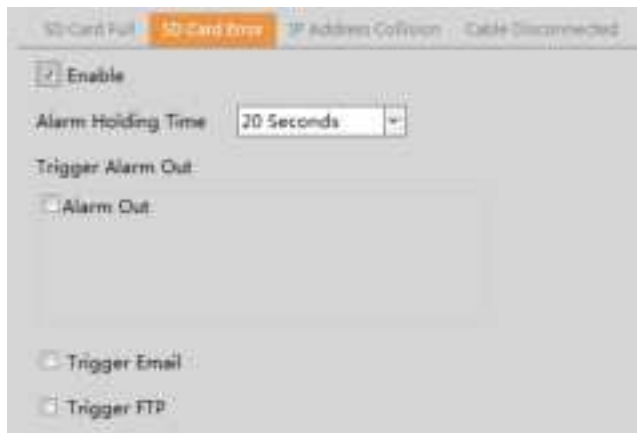 SD Card Full SD Card Error IP Address Collision Cable Disconnected
Enable
Alarm Holding Time 20 Seconds
Trigger Alarm Out
Alarm Out
Trigger Email
Trigger FTP